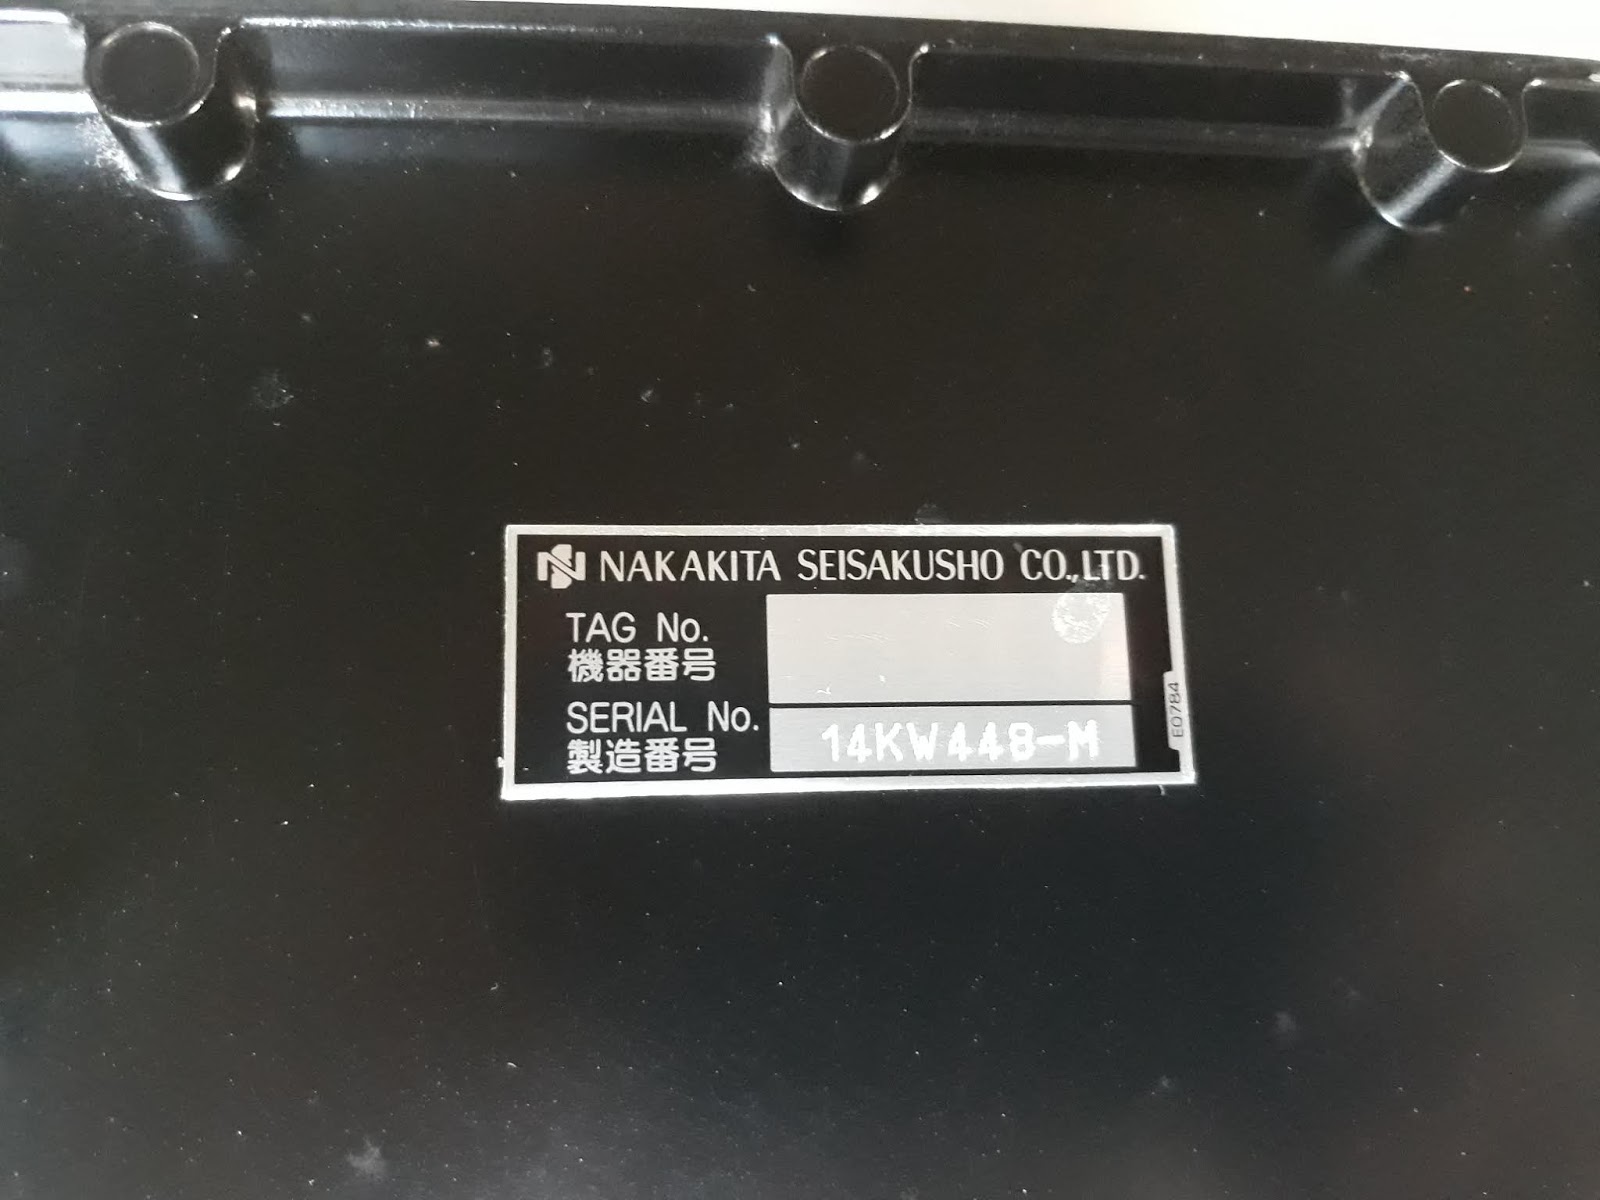 NAKAKITA SEISAKUSHO CO.,LTD.
TAG No.
機器番号
SERIAL No. 14KW448-M
製造番号
E0784